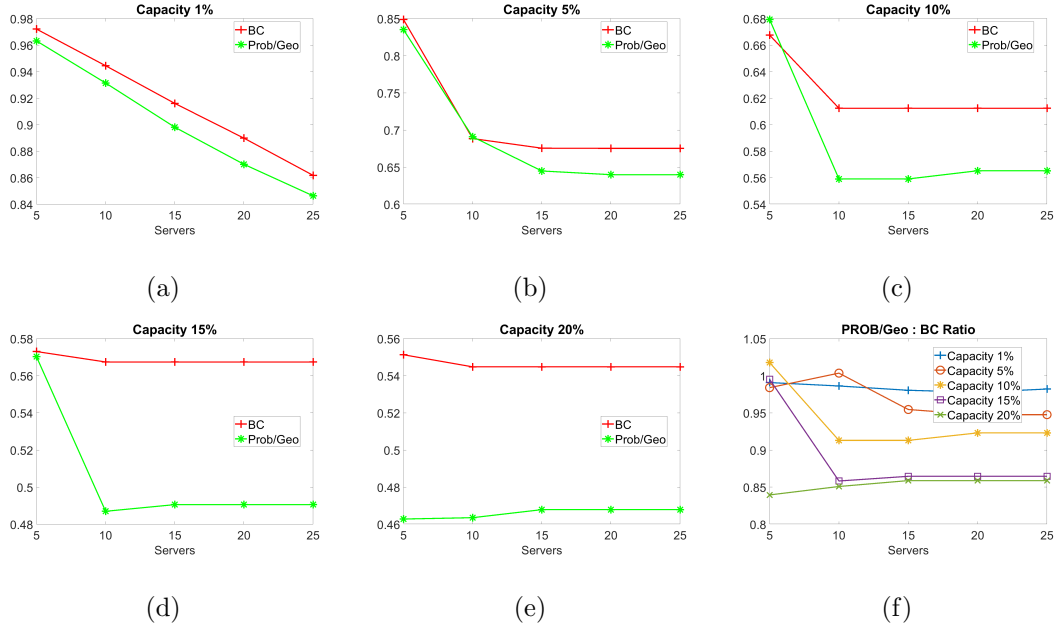 Capacity 1%
0.98
0.96
0.94
0.92
0.9
0.88
0.86
0.84
BC
Prob/Geo
5 10 15 20 25
Servers
(a)
Capacity 5%
0.85
0.8
0.75
0.7
0.65
0.6
BC
Prob/Geo
5 10 15 20 25
Servers
(b)
Capacity 10%
0.68
0.66
0.64
0.62
0.6
0.58
0.56
0.54
BC
Prob/Geo
5 10 15 20 25
Servers
(c)
Capacity 15%
0.58
0.56
0.54
0.52
0.5
0.48
BC
Prob/Geo
5 10 15 20 25
Servers
(d)
Capacity 20%
0.56
0.54
0.52
0.5
0.48
0.46
BC
Prob/Geo
5 10 15 20 25
Servers
(e)
PROB/Geo : BC Ratio
1.05
1
0.95
0.9
0.85
0.8
Capacity 1%
Capacity 5%
Capacity 10%
Capacity 15%
Capacity 20%
5 10 15 20 25
Servers
(f)